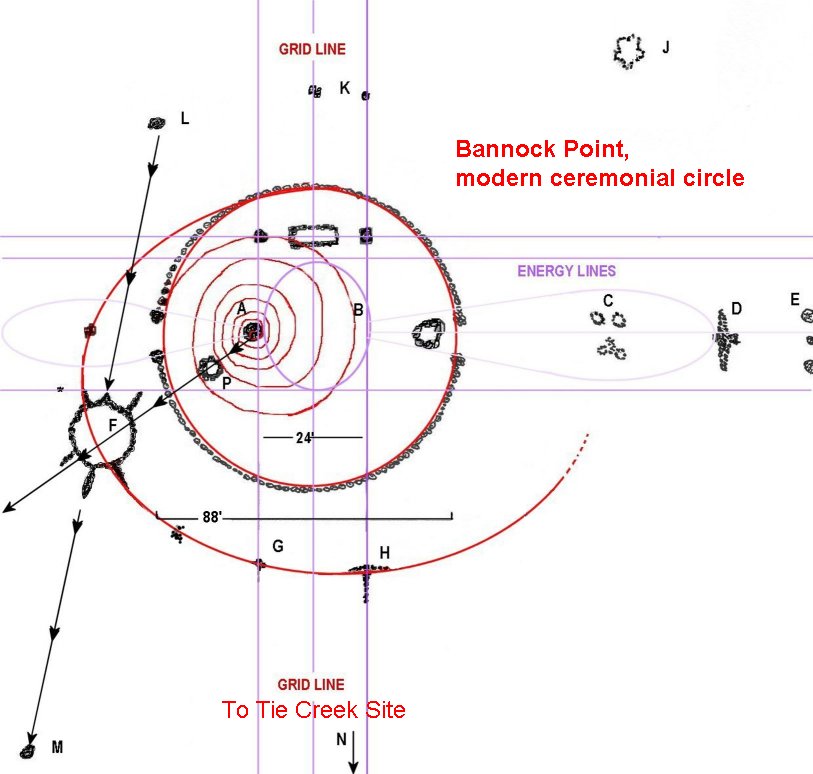 GRID LINE
J
K
L
Bannock Point,
modern ceremonial circle
ENERGY LINES
A
B
C
D
E
P
F
*
24'
88'
G
H
GRID LINE
To Tie Creek Site
N
M